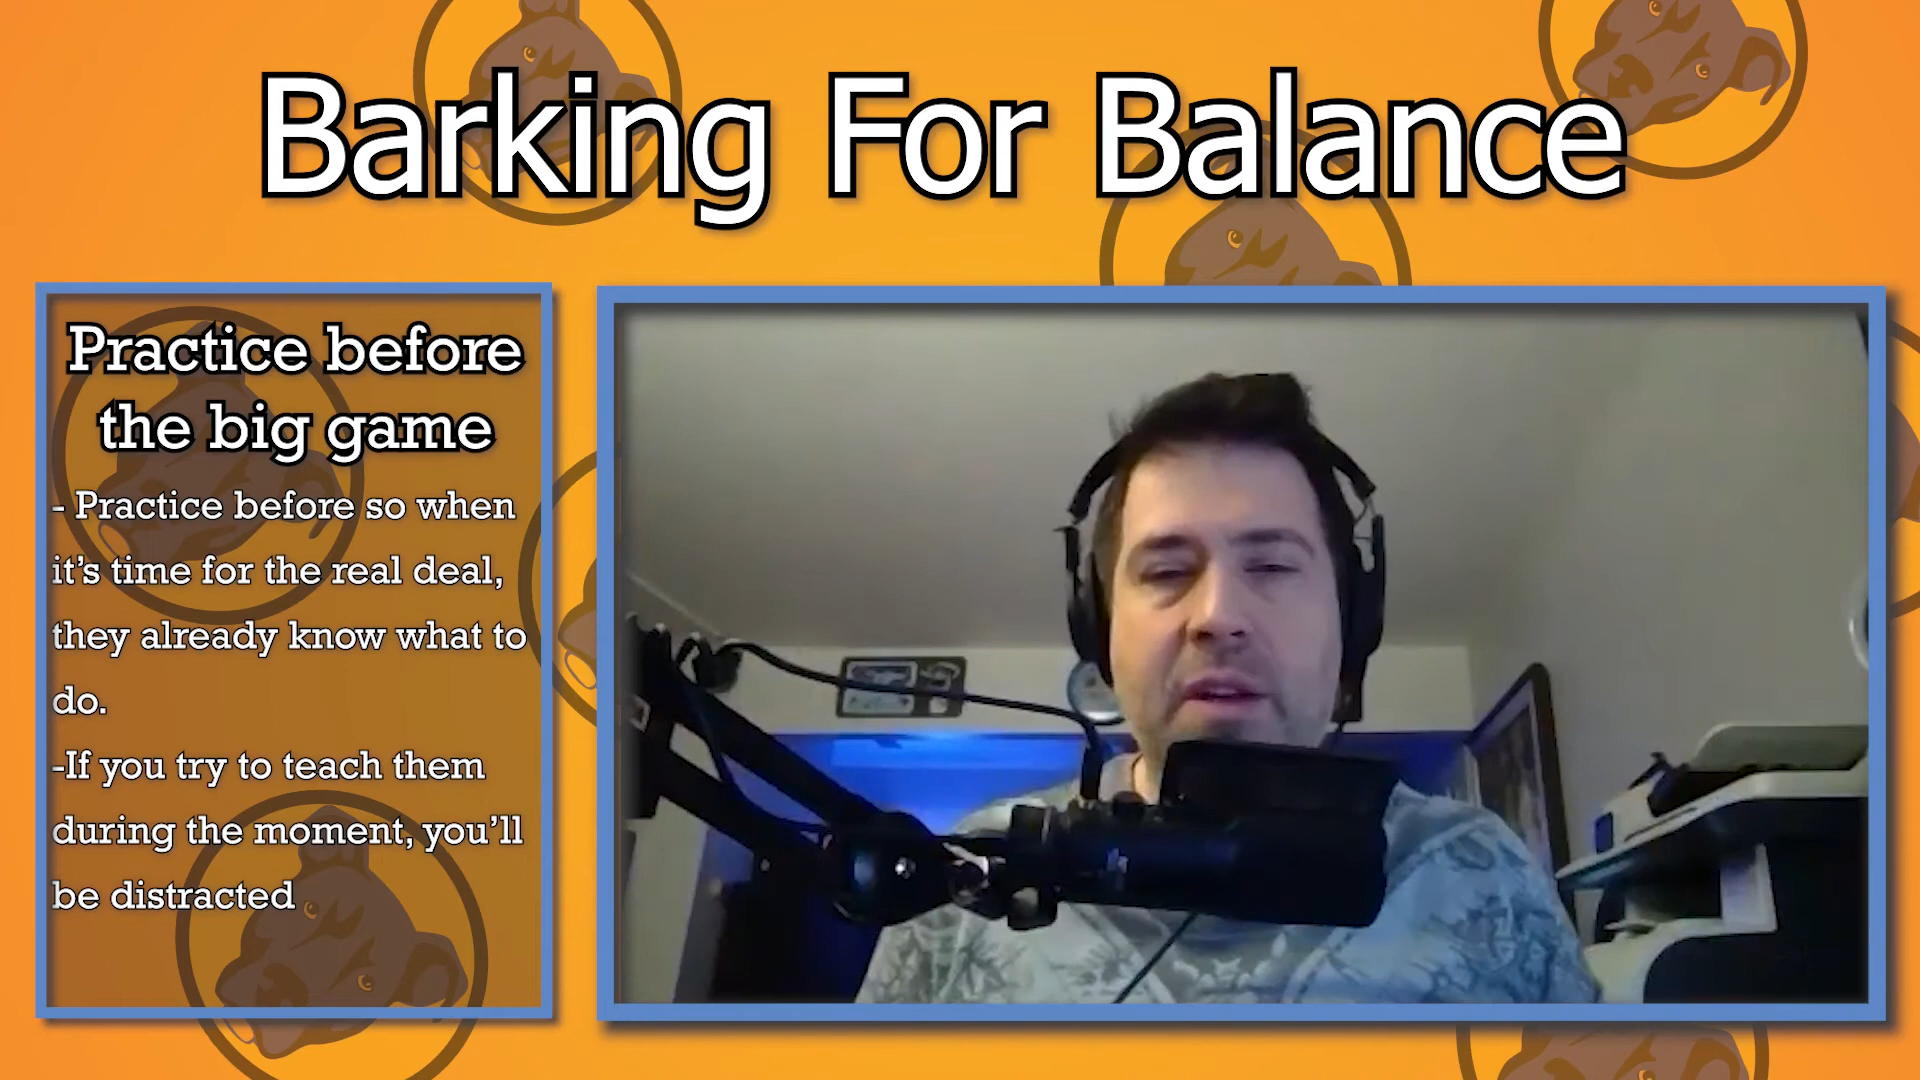 Barking For Balance
Practice before
the big game
- Practice before so when
it's time for the real deal,
they already know what to
do.
-If you try to teach them
during the moment, you'll
be distracted